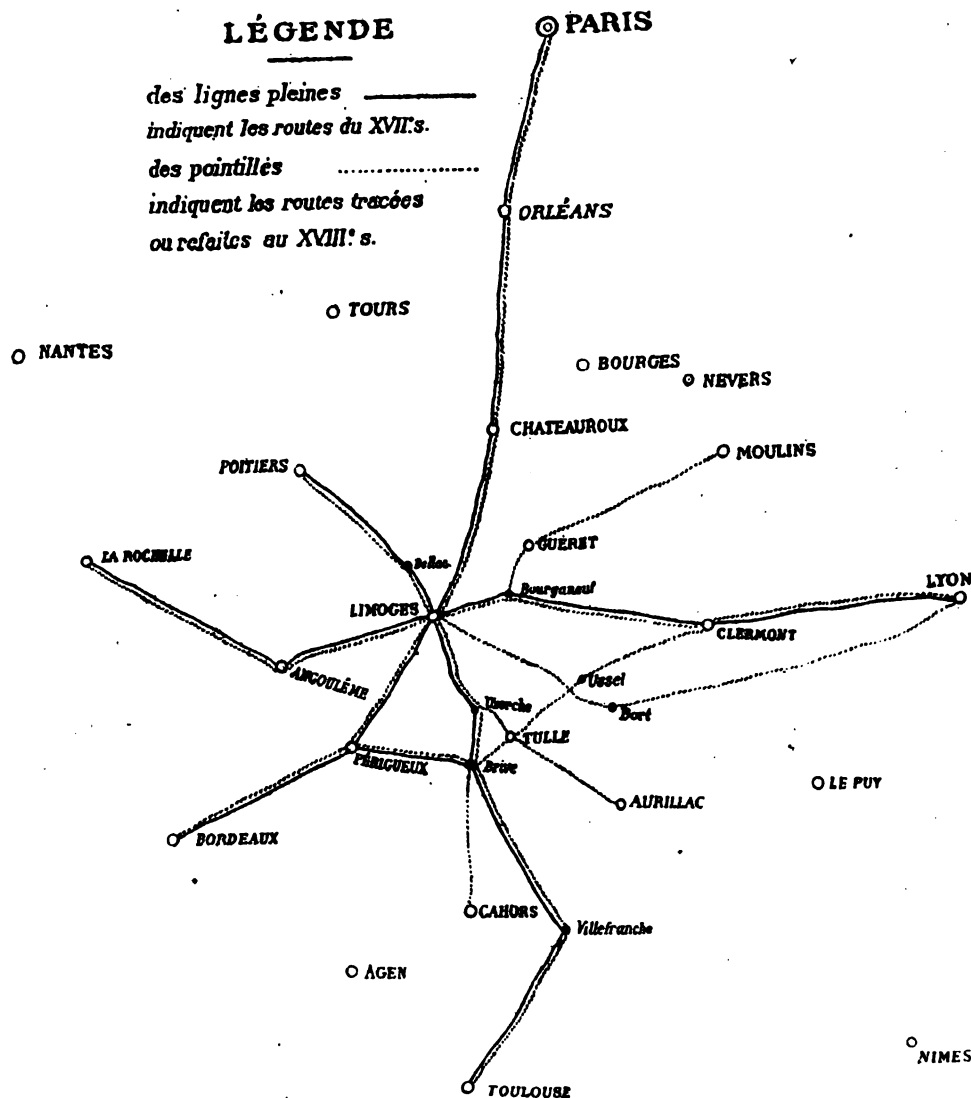 LÉGENDE
des lignes pleines
indiquent les routes du XVIIe s.
des pointillés
indiquent les routes tracées
ou refaites au XVIIIe s.
PARIS
ORLÉANS
TOURS
NANTES
BOURGES
NEVERS
CHATEAUROUX
MOULINS
POITIERS
GUÉRET
LA ROCHELLE
Bourganeuf
LYON
LIMOGES
CLERMONT
ANGOULÊME
Ussel
Bort
Uzerche
TULLE
PÉRIGUEUX
Brive
LE PUY
AURILLAC
BORDEAUX
CAHORS
Villefranche
AGEN
NIMES
TOULOUSE